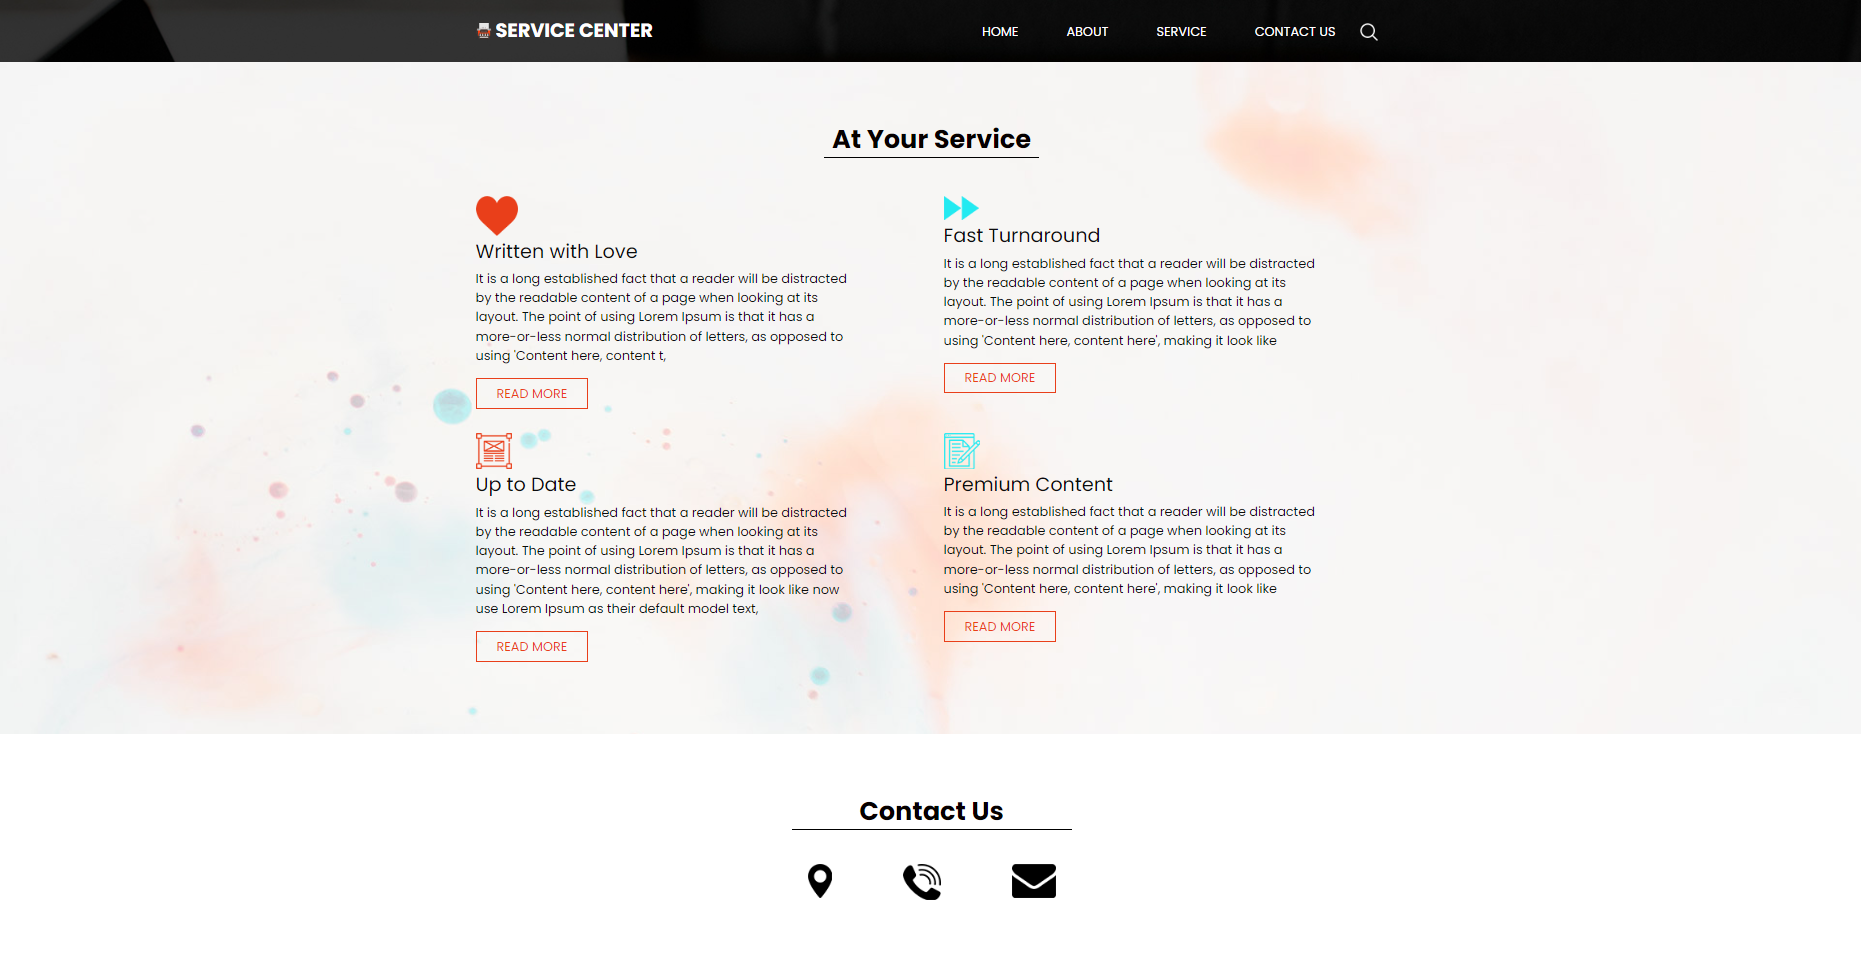 SERVICE CENTER
HOME
ABOUT
SERVICE
CONTACT US
At Your Service
Written with Love
It is a long established fact that a reader will be distracted
by the readable content of a page when looking at its
layout. The point of using Lorem Ipsum is that it has a
more-or-less normal distribution of letters, as opposed to
using 'Content here, content t,
READ MORE
Fast Turnaround
It is a long established fact that a reader will be distracted
by the readable content of a page when looking at its
layout. The point of using Lorem Ipsum is that it has a
more-or-less normal distribution of letters, as opposed to
using 'Content here, content here', making it look like
READ MORE
Up to Date
It is a long established fact that a reader will be distracted
by the readable content of a page when looking at its
layout. The point of using Lorem Ipsum is that it has a
more-or-less normal distribution of letters, as opposed to
using 'Content here, content here', making it look like now
use Lorem Ipsum as their default model text,
READ MORE
Premium Content
It is a long established fact that a reader will be distracted
by the readable content of a page when looking at its
layout. The point of using Lorem Ipsum is that it has a
more-or-less normal distribution of letters, as opposed to
using 'Content here, content here', making it look like
READ MORE
Contact Us